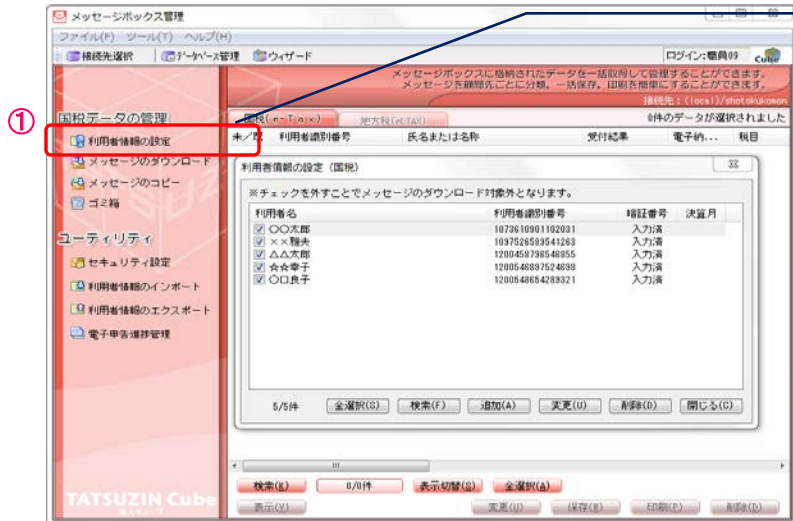 メッセージボックス管理
ファイル(F) ツール(T) ヘルプ(H)
接続先選択 データベース管理 ウィザード ログイン:職員09 Cube
メッセージボックスに格納されたデータを一括取得して管理することができます。
メッセージを顧問先ごとに分類、一括保存、印刷を簡単にすることができます。
接続先:(local)/shotokukomon
①
国税データの管理
国税(e-Tax) 地方税(eLTAX) 0件のデータが選択されました
利用者情報の設定
メッセージのダウンロード
メッセージのコピー
ゴミ箱
未/既 利用者識別番号 氏名または名称 受付結果 電子納... 税目
利用者情報の設定(国税)
※チェックを外すことでメッセージのダウンロード対象外となります。
利用者名 利用者識別番号 暗証番号 決算月
○○太郎 1073610901102031 入力済
××雅夫 1097526589541263 入力済
△△次郎 1200458796546855 入力済
☆☆幸子 1200546897524698 入力済
○□良子 1200548654289321 入力済
5/5件 全選択(S) 検索(F) 追加(A) 変更(U) 削除(D) 閉じる(C)
ユーティリティ
セキュリティ設定
利用者情報のインポート
利用者情報のエクスポート
電子申告進捗管理
検索(K) 0/0件 表示切替(S) 全選択(A)
表示(V) 変更(U) 保存(B) 印刷(P) 削除(D)
TATSUZIN Cube